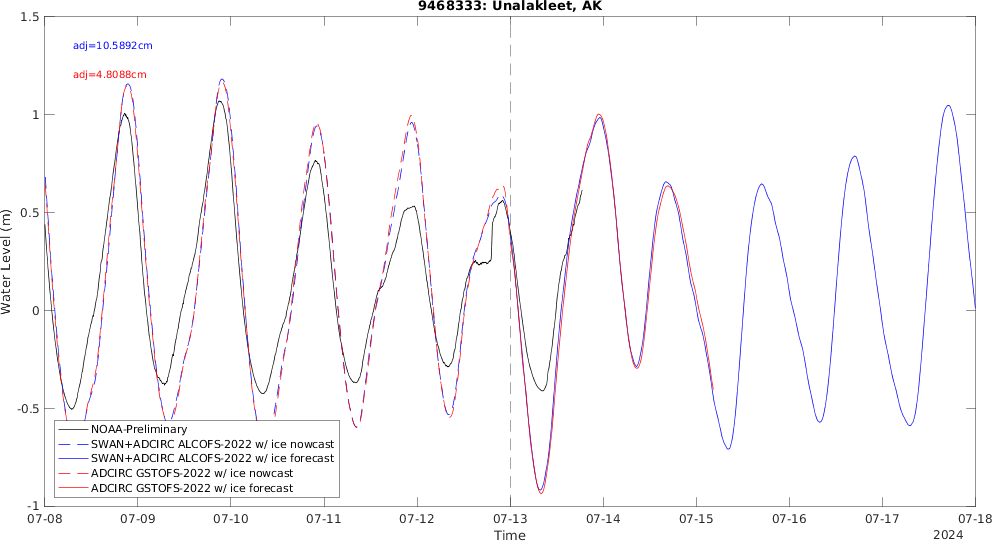 9468333: Unalakleet, AK
1.5
adj=10.5892cm
adj=4.8088cm
1
0.5
0
-0.5
-1
Water Level (m)
NOAA-Preliminary
SWAN+ADCIRC ALCOFS-2022 w/ ice nowcast
SWAN+ADCIRC ALCOFS-2022 w/ ice forecast
ADCIRC GSTOFS-2022 w/ ice nowcast
ADCIRC GSTOFS-2022 w/ ice forecast
07-08 07-09 07-10 07-11 07-12 07-13 07-14 07-15 07-16 07-17 07-18
Time
2024